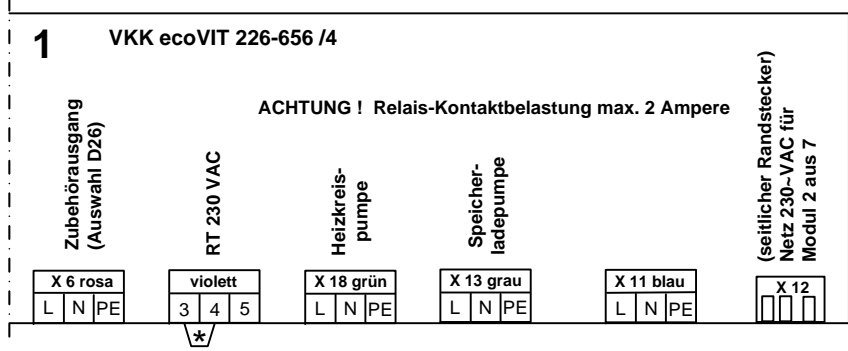 1
VKK ecoVIT 226-656 /4
ACHTUNG ! Relais-Kontaktbelastung max. 2 Ampere
Zubehörausgang
(Auswahl D26)
RT 230 VAC
Heizkreis-
pumpe
Speicher-
ladepumpe
(seitlicher Randstecker)
Netz 230~VAC für
Modul 2 aus 7
X 6 rosa
L N PE
violett
3 4 5
*
X 18 grün
L N PE
X 13 grau
L N PE
X 11 blau
L N PE
X 12